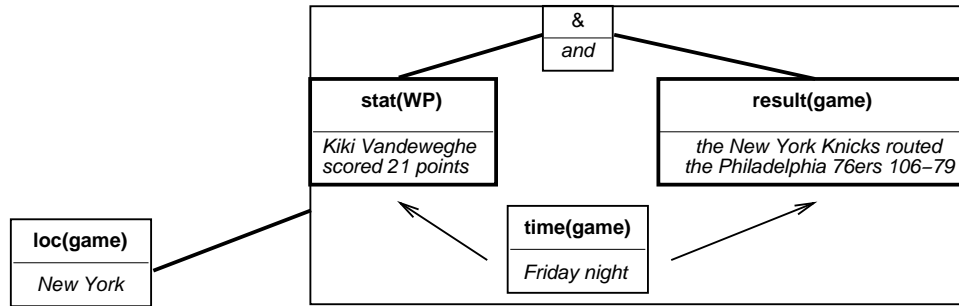 &
and
stat(WP)
Kiki Vandeweghe
scored 21 points
result(game)
the New York Knicks routed
the Philadelphia 76ers 106−79
loc(game)
New York
time(game)
Friday night